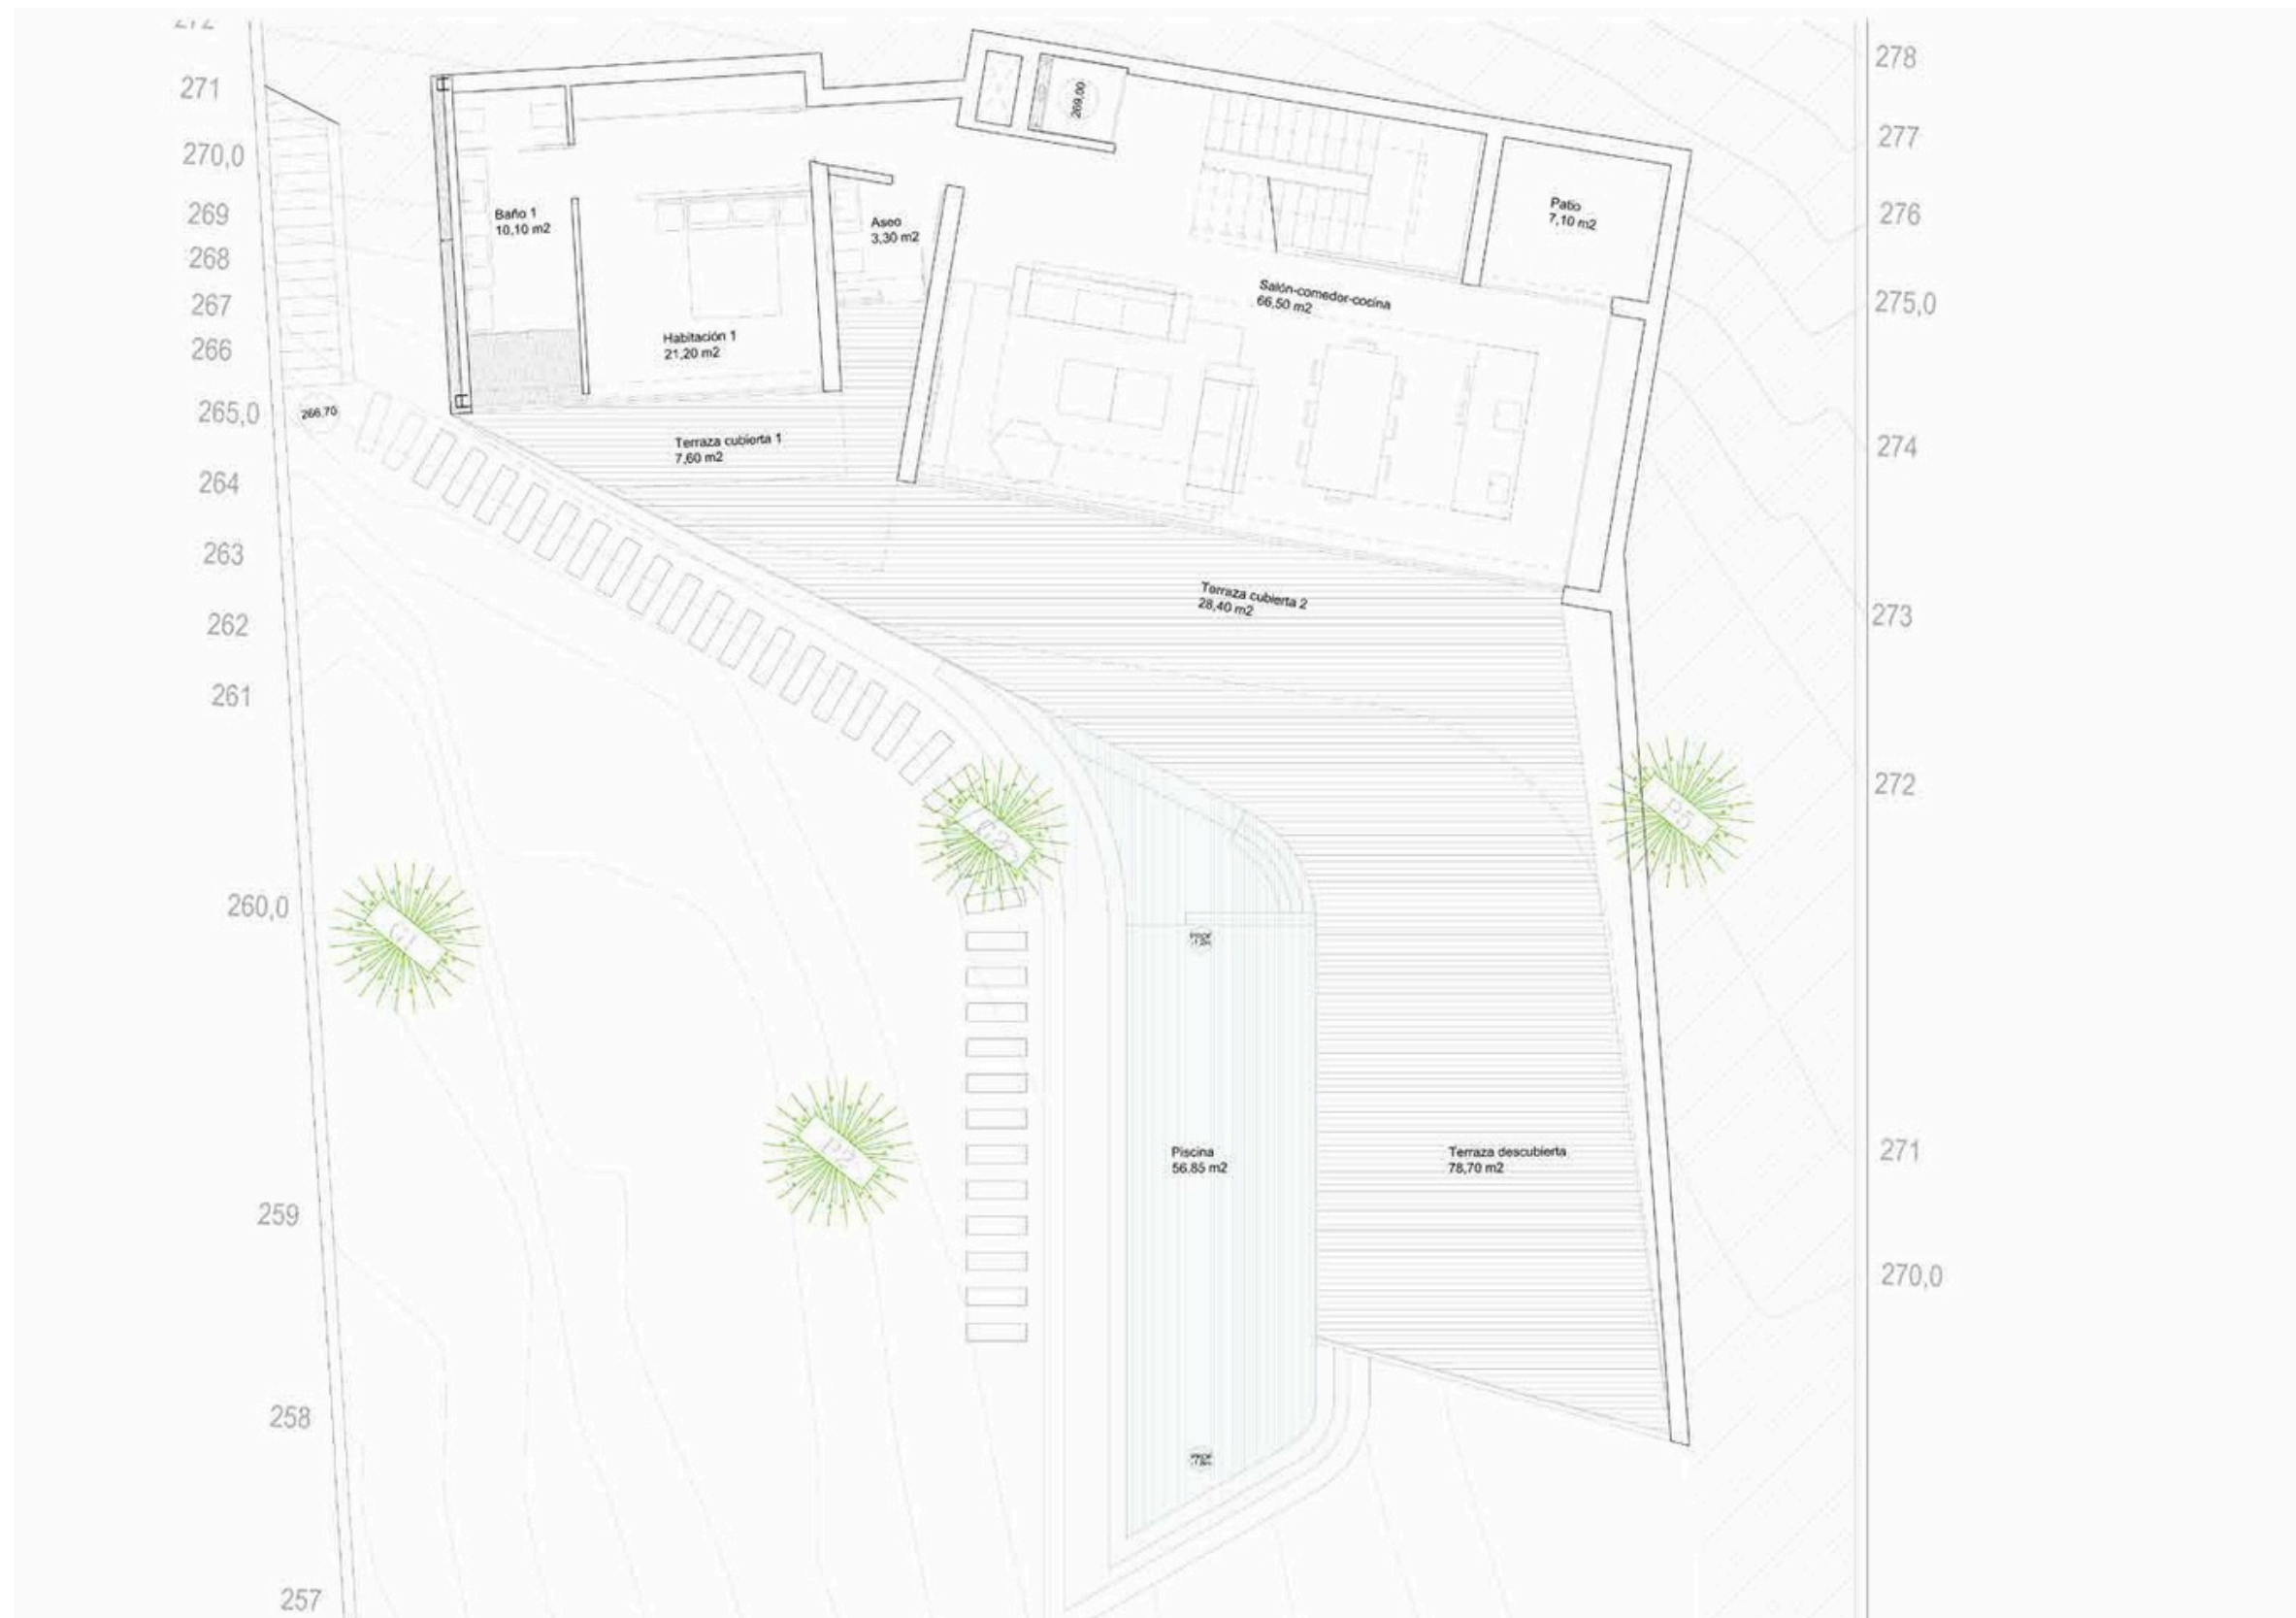 271
270,0
269
268
267
266
265,0
264
263
262
261
260,0
259
258
257
278
277
276
275,0
274
273
272
271
270,0
269,00
266,70
Baño 1
10,10 m2
Habitación 1
21,20 m2
Aseo
3,30 m2
Patio
7,10 m2
Salón-comedor-cocina
66,50 m2
Terraza cubierta 1
7,60 m2
Terraza cubierta 2
28,40 m2
Piscina
56,85 m2
Terraza descubierta
78,70 m2
PROF
PROF
P2